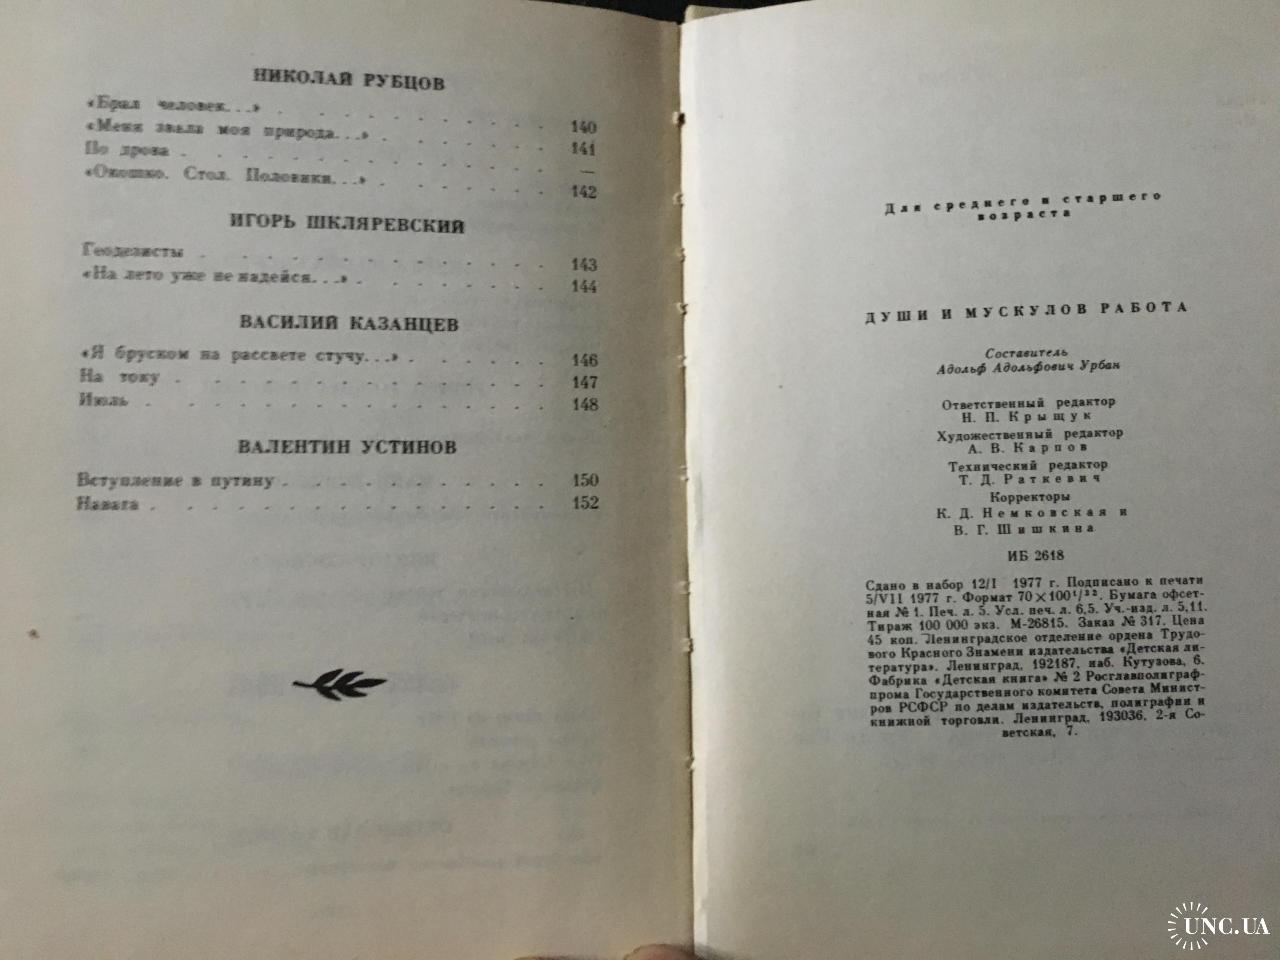 НИКОЛАЙ РУБЦОВ
«Брал человек. . .» . . . . . . . . . . . 140
«Меня звала моя природа. . .» . . . . . . . 141
По дрова . . . . . . . . . . . . . . . —
«Окошко. Стол. Половики. . .» . . . . . . . 142
ИГОРЬ ШКЛЯРЕВСКИЙ
Геодезисты . . . . . . . . . . . . . . 143
«На лето уже не надейся. . .» . . . . . . . . 144
ВАСИЛИЙ КАЗАНЦЕВ
«Я бруском на рассвете стучу. . .» . . . . . . 146
На току . . . . . . . . . . . . . . . 147
Июль . . . . . . . . . . . . . . . . 148
ВАЛЕНТИН УСТИНОВ
Вступление в путину . . . . . . . . . . . 150
Навага . . . . . . . . . . . . . . . . 152
Для среднего и старшего
возраста
ДУШИ И МУСКУЛОВ РАБОТА
Составитель
Адольф Адольфович Урбан
Ответственный редактор
Н. П. Крыщук
Художественный редактор
А. В. Карпов
Технический редактор
Т. Д. Раткевич
Корректоры
К. Д. Немковская и
В. Г. Шишкина
ИБ 2618
Сдано в набор 12/I 1977 г. Подписано к печати
5/VII 1977 г. Формат 70×100¹/³². Бумага офсет-
ная № 1. Печ. л. 5. Усл. печ. л. 6,5. Уч.-изд. л. 5,11.
Тираж 100 000 экз. М-26815. Заказ № 317. Цена
45 коп. Ленинградское отделение ордена Трудо-
вого Красного Знамени издательства «Детская ли-
тература». Ленинград, 192187, наб. Кутузова, 6.
Фабрика «Детская книга» № 2 Росглавполиграф-
прома Государственного комитета Совета Минист-
ров РСФСР по делам издательств, полиграфии и
книжной торговли. Ленинград, 193036, 2-я Со-
ветская, 7.
UNC.UA